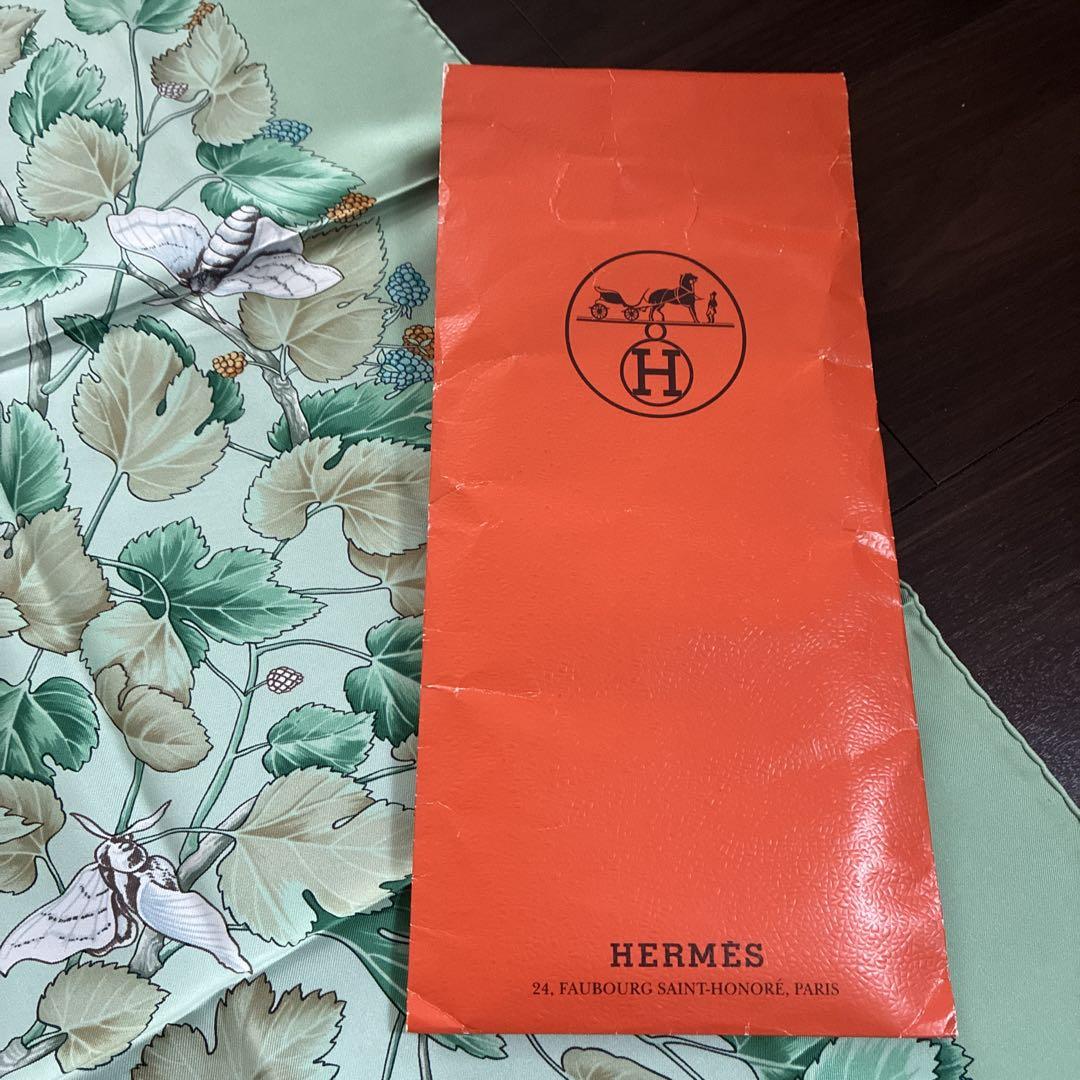 H
HERMÈS
24, FAUBOURG SAINT-HONORÉ, PARIS